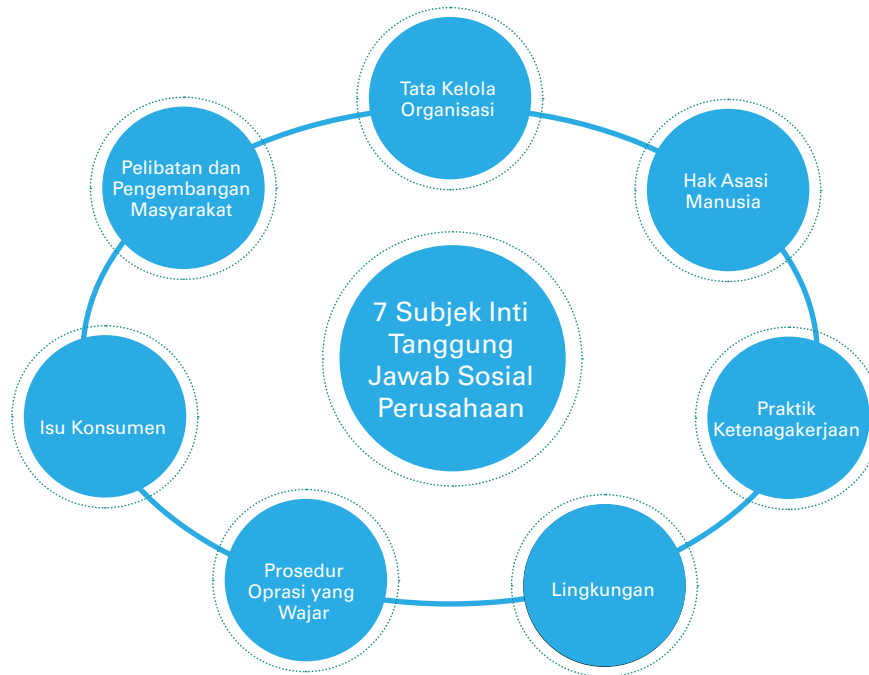 Tata Kelola
Organisasi
Hak Asasi
Manusia
Praktik
Ketenagakerjaan
Lingkungan
Prosedur
Oprasi yang
Wajar
Isu Konsumen
Pelibatan dan
Pengembangan
Masyarakat
7 Subjek Inti
Tanggung
Jawab Sosial
Perusahaan